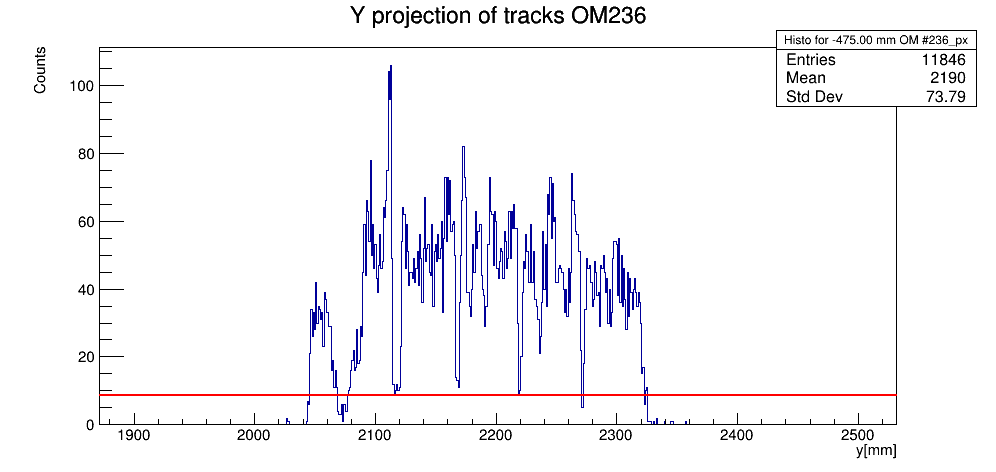 Y projection of tracks OM236
Histo for -475.00 mm OM #236_px
Entries 11846
Mean 2190
Std Dev 73.79
Counts
100
80
60
40
20
0
1900 2000 2100 2200 2300 2400 2500
y[mm]